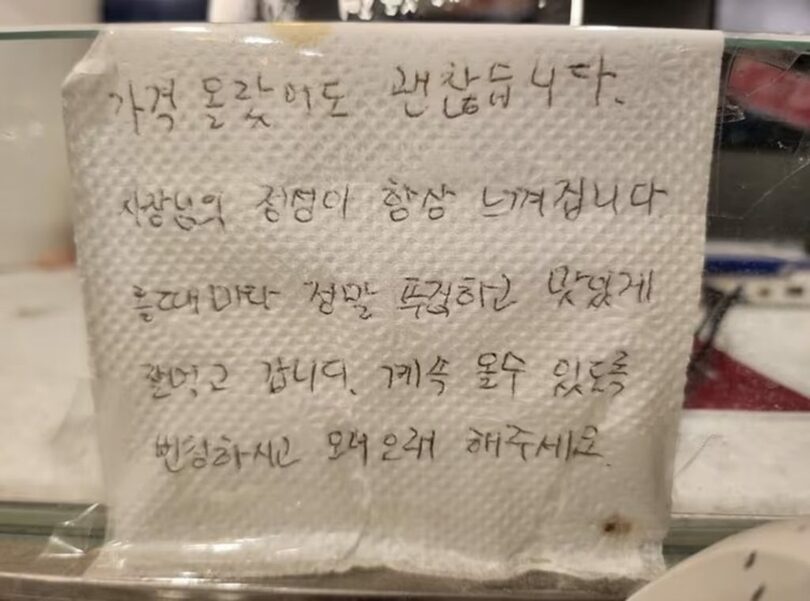 가격 올랐어도 괜찮습니다.
사장님의 정성이 항상 느껴집니다
올때마다 정말 푸짐하고 맛있게
잘먹고 갑니다. 계속 올수 있도록
번창하시고 오래오래 해주세요.